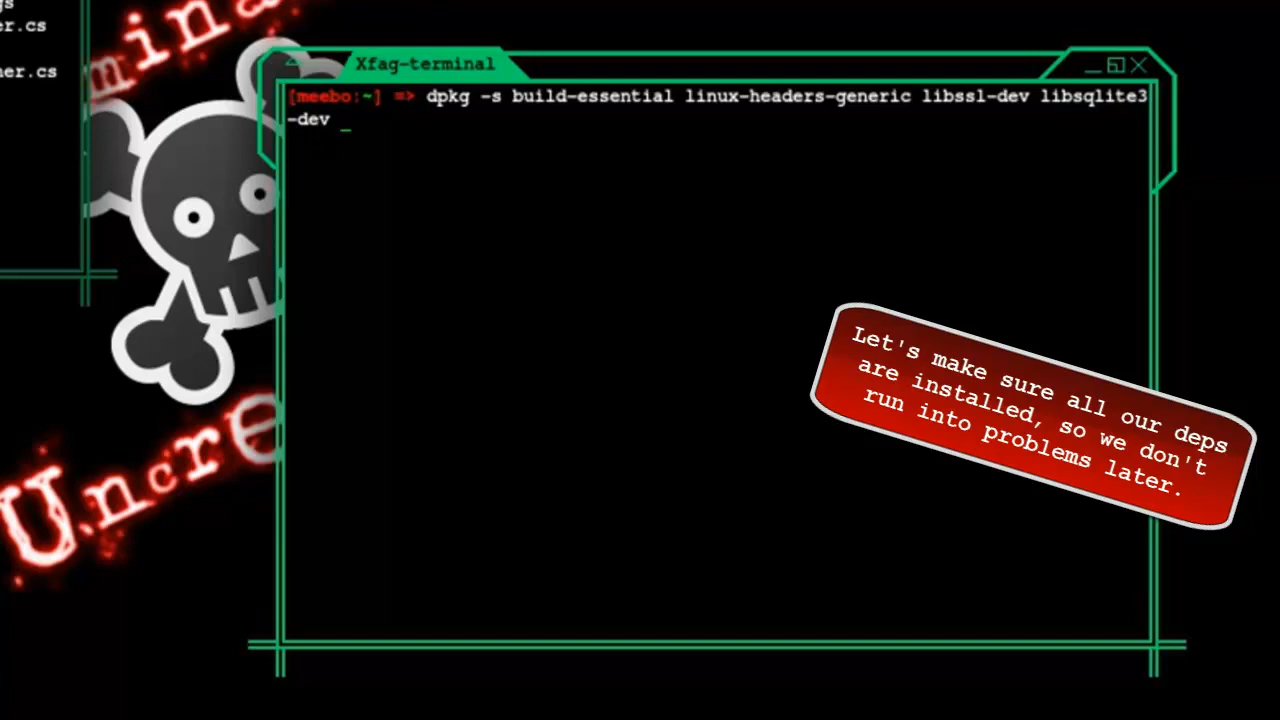 er.cs
ner.cs
Xfag-terminal
[meebo:~] => dpkg -s build-essential linux-headers-generic libssl-dev libsqlite3
-dev _
Let's make sure all our deps
are installed, so we don't
run into problems later.